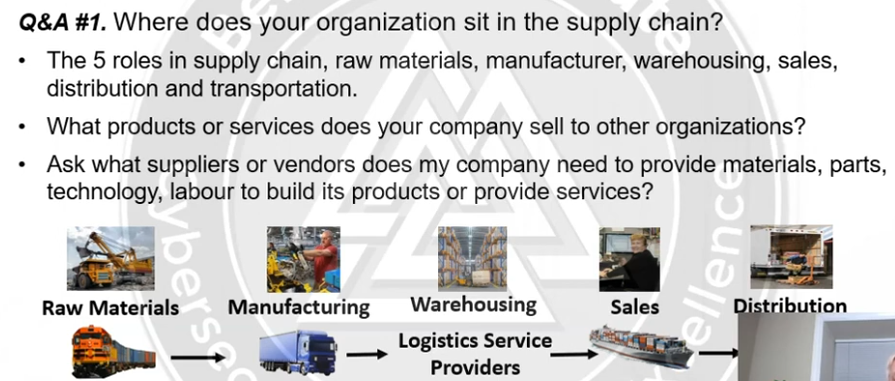 Q&A #1. Where does your organization sit in the supply chain?
• The 5 roles in supply chain, raw materials, manufacturer, warehousing, sales,
distribution and transportation.
• What products or services does your company sell to other organizations?
• Ask what suppliers or vendors does my company need to provide materials, parts,
technology, labour to build its products or provide services?
Raw Materials Manufacturing Warehousing Sales Distribution
Logistics Service
Providers